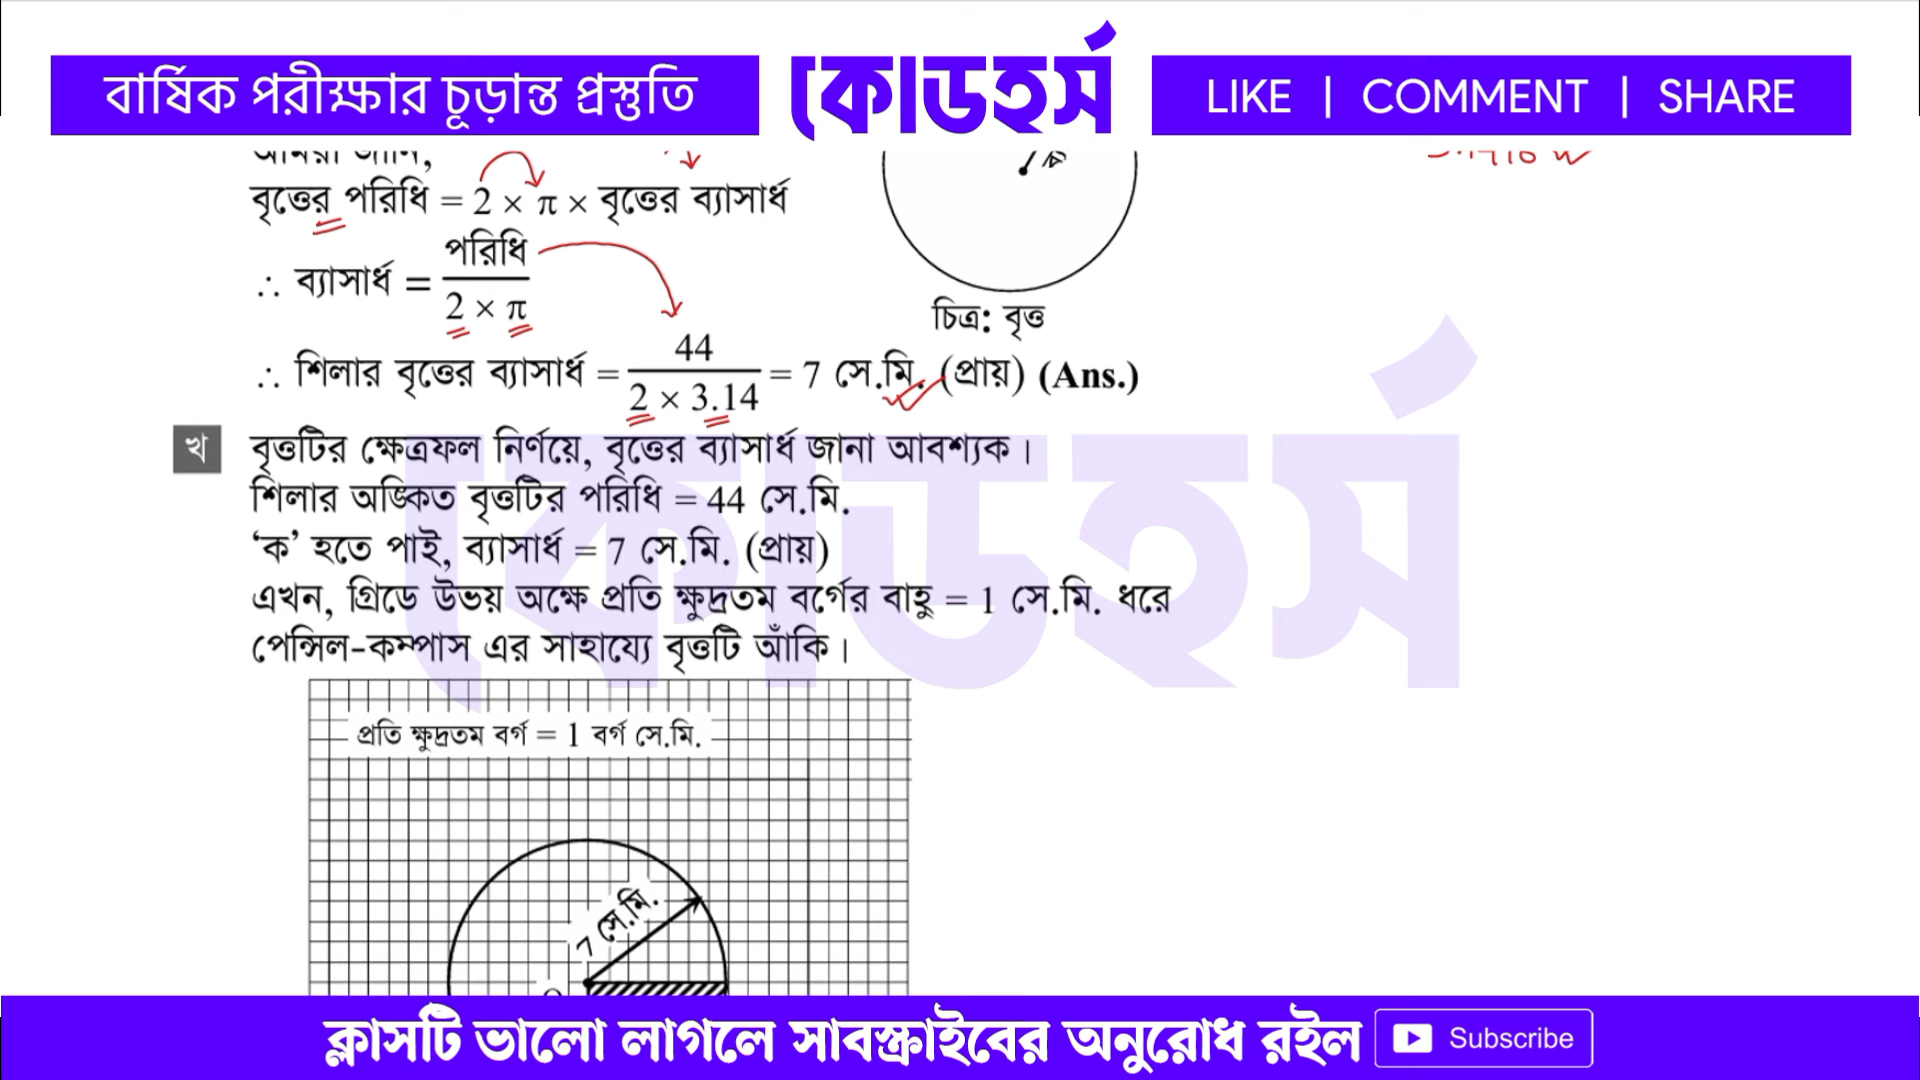 বার্ষিক পরীক্ষার চূড়ান্ত প্রস্তুতি
কোডহর্স
LIKE | COMMENT | SHARE
বৃত্তের পরিধি = 2 × π × বৃত্তের ব্যাসার্ধ
∴ ব্যাসার্ধ = পরিধি / 2 × π
চিত্র: বৃত্ত
∴ শিলার বৃত্তের ব্যাসার্ধ = 44 / 2 × 3.14 = 7 সে.মি. (প্রায়) (Ans.)
খ বৃত্তটির ক্ষেত্রফল নির্ণয়ে, বৃত্তের ব্যাসার্ধ জানা আবশ্যক।
শিলার অঙ্কিত বৃত্তটির পরিধি = 44 সে.মি.
‘ক’ হতে পাই, ব্যাসার্ধ = 7 সে.মি. (প্রায়)
এখন, গ্রিডে উভয় অক্ষে প্রতি ক্ষুদ্রতম বর্গের বাহু = 1 সে.মি. ধরে
পেন্সিল-কম্পাস এর সাহায্যে বৃত্তটি আঁকি।
প্রতি ক্ষুদ্রতম বর্গ = 1 বর্গ সে.মি.
7 সে.মি.
ক্লাসটি ভালো লাগলে সাবস্ক্রাইবের অনুরোধ রইল
Subscribe
কোডহর্স